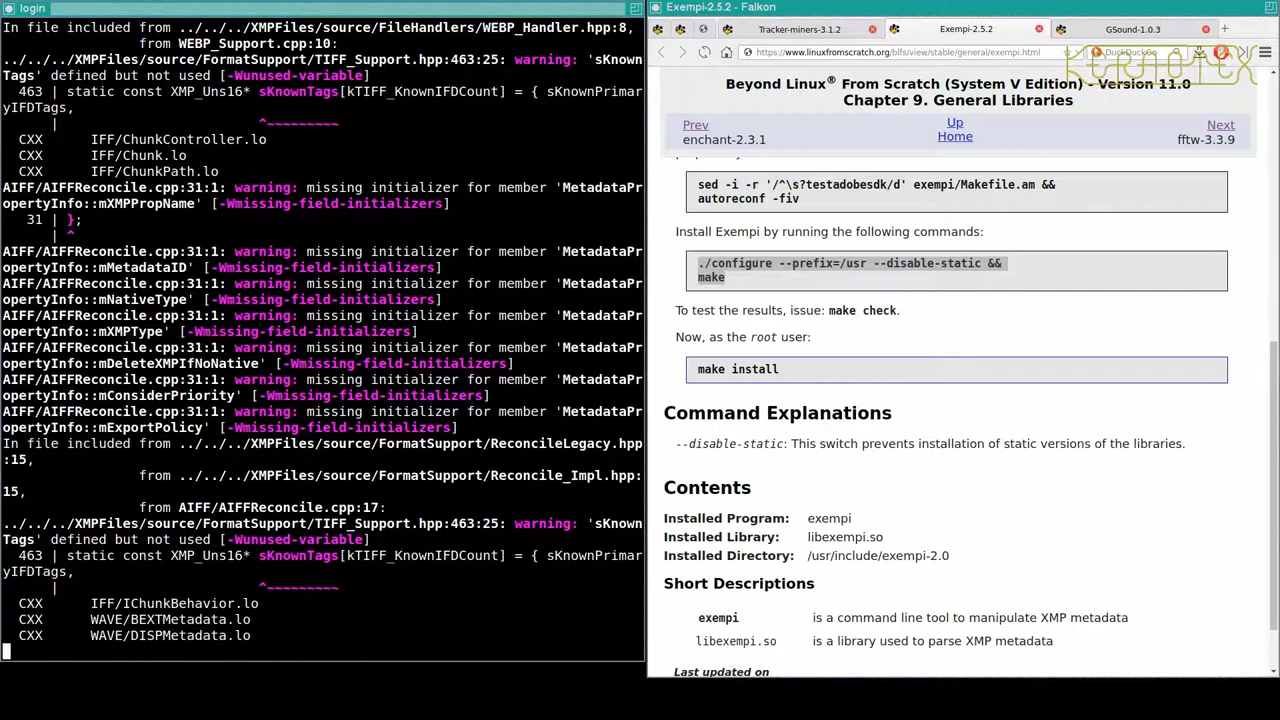 login
In file included from ../../../XMPFiles/source/FileHandlers/WEBP_Handler.hpp:8,
from WEBP_Support.cpp:10:
../../../XMPFiles/source/FormatSupport/TIFF_Support.hpp:463:25: warning: 'sKnown
Tags' defined but not used [-Wunused-variable]
463 | static const XMP_Uns16* sKnownTags[kTIFF_KnownIFDCount] = { sKnownPrimar
yIFDTags,
| ^~~~~~~~~~
CXX IFF/ChunkController.lo
CXX IFF/Chunk.lo
CXX IFF/ChunkPath.lo
AIFF/AIFFReconcile.cpp:31:1: warning: missing initializer for member 'MetadataPr
opertyInfo::mXMPPropName' [-Wmissing-field-initializers]
31 | };
| ^
AIFF/AIFFReconcile.cpp:31:1: warning: missing initializer for member 'MetadataPr
opertyInfo::mMetadataID' [-Wmissing-field-initializers]
AIFF/AIFFReconcile.cpp:31:1: warning: missing initializer for member 'MetadataPr
opertyInfo::mNativeType' [-Wmissing-field-initializers]
AIFF/AIFFReconcile.cpp:31:1: warning: missing initializer for member 'MetadataPr
opertyInfo::mXMPType' [-Wmissing-field-initializers]
AIFF/AIFFReconcile.cpp:31:1: warning: missing initializer for member 'MetadataPr
opertyInfo::mDeleteXMPIfNoNative' [-Wmissing-field-initializers]
AIFF/AIFFReconcile.cpp:31:1: warning: missing initializer for member 'MetadataPr
opertyInfo::mConsiderPriority' [-Wmissing-field-initializers]
AIFF/AIFFReconcile.cpp:31:1: warning: missing initializer for member 'MetadataPr
opertyInfo::mExportPolicy' [-Wmissing-field-initializers]
In file included from ../../../XMPFiles/source/FormatSupport/ReconcileLegacy.hpp
:15,
from ../../../XMPFiles/source/FormatSupport/Reconcile_Impl.hpp:
15,
from AIFF/AIFFReconcile.cpp:17:
../../../XMPFiles/source/FormatSupport/TIFF_Support.hpp:463:25: warning: 'sKnown
Tags' defined but not used [-Wunused-variable]
463 | static const XMP_Uns16* sKnownTags[kTIFF_KnownIFDCount] = { sKnownPrimar
yIFDTags,
| ^~~~~~~~~~
CXX IFF/IChunkBehavior.lo
CXX WAVE/BEXTMetadata.lo
CXX WAVE/DISPMetadata.lo
Exempi-2.5.2 - Falkon
Tracker-miners-3.1.2
Exempi-2.5.2
GSound-1.0.3
https://www.linuxfromscratch.org/blfs/view/stable/general/exempi.html
DuckDuckGo
KERNOTEX
Beyond Linux® From Scratch (System V Edition) - Version 11.0
Chapter 9. General Libraries
Prev
Up
Next
enchant-2.3.1
Home
fftw-3.3.9
sed -i -r '/^\s?testadobesdk/d' exempi/Makefile.am &&
autoreconf -fiv
Install Exempi by running the following commands:
./configure --prefix=/usr --disable-static &&
make
To test the results, issue: make check.
Now, as the root user:
make install
Command Explanations
--disable-static: This switch prevents installation of static versions of the libraries.
Contents
Installed Program: exempi
Installed Library: libexempi.so
Installed Directory: /usr/include/exempi-2.0
Short Descriptions
exempi is a command line tool to manipulate XMP metadata
libexempi.so is a library used to parse XMP metadata
Last updated on